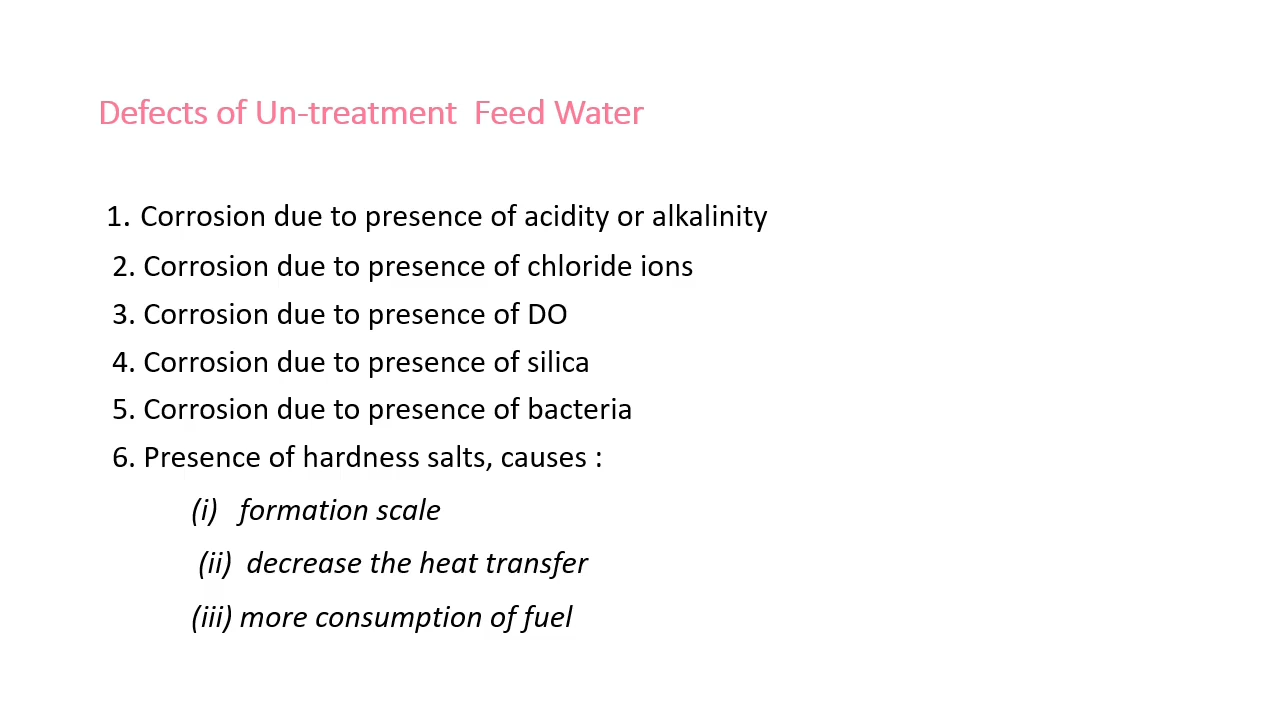 Defects of Un-treatment  Feed Water
1. Corrosion due to presence of acidity or alkalinity
2. Corrosion due to presence of chloride ions
3. Corrosion due to presence of DO
4. Corrosion due to presence of silica
5. Corrosion due to presence of bacteria
6. Presence of hardness salts, causes :
(i) formation scale
(ii) decrease the heat transfer
(iii) more consumption of fuel